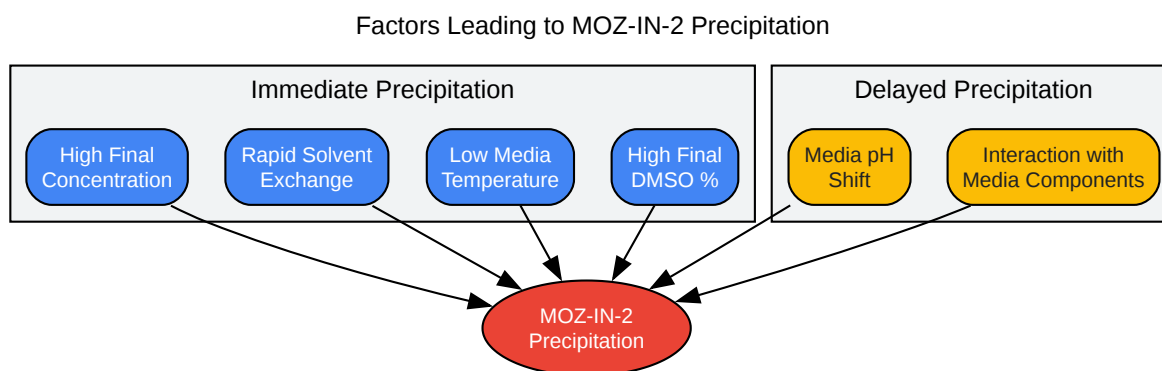 Factors Leading to MOZ-IN-2 Precipitation
Immediate Precipitation
High Final
Concentration
Rapid Solvent
Exchange
Low Media
Temperature
High Final
DMSO %
Delayed Precipitation
Media pH
Shift
Interaction with
Media Components
MOZ-IN-2
Precipitation